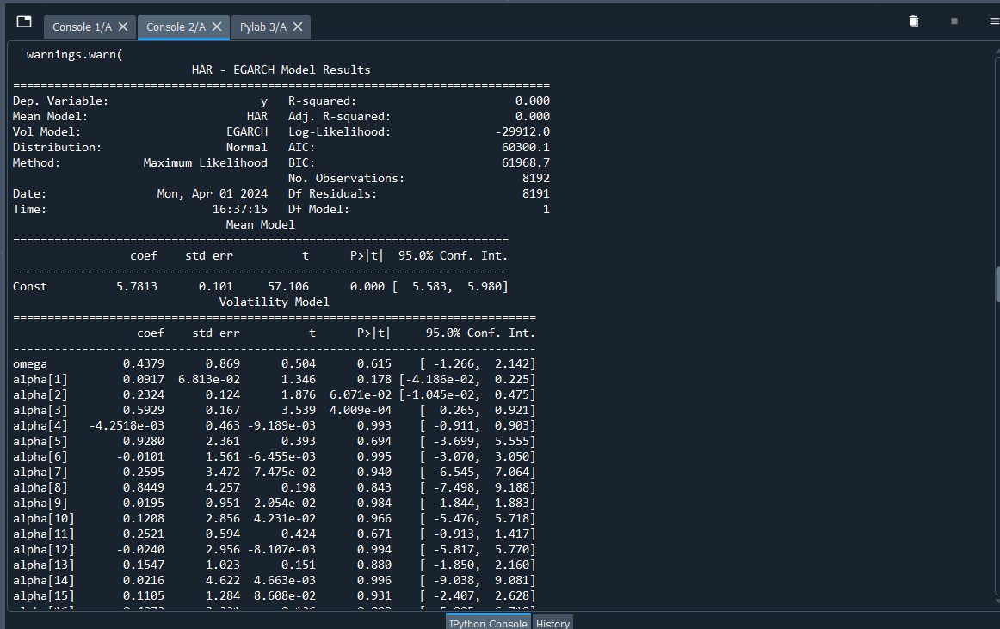 Console 1/A
Console 2/A
Pylab 3/A
warnings.warn(
HAR - EGARCH Model Results
==============================================================================
Dep. Variable: y R-squared: 0.000
Mean Model: HAR Adj. R-squared: 0.000
Vol Model: EGARCH Log-Likelihood: -29912.0
Distribution: Normal AIC: 60300.1
Method: Maximum Likelihood BIC: 61968.7
No. Observations: 8192
Date: Mon, Apr 01 2024 Df Residuals: 8191
Time: 16:37:15 Df Model: 1
Mean Model
========================================================================
coef std err t P>|t| 95.0% Conf. Int.
------------------------------------------------------------------------
Const 5.7813 0.101 57.106 0.000 [ 5.583, 5.980]
Volatility Model
============================================================================
coef std err t P>|t| 95.0% Conf. Int.
----------------------------------------------------------------------------
omega 0.4379 0.869 0.504 0.615 [ -1.266, 2.142]
alpha[1] 0.0917 6.813e-02 1.346 0.178 [-4.186e-02, 0.225]
alpha[2] 0.2324 0.124 1.876 6.071e-02 [-1.045e-02, 0.475]
alpha[3] 0.5929 0.167 3.539 4.009e-04 [ 0.265, 0.921]
alpha[4] -4.2518e-03 0.463 -9.189e-03 0.993 [ -0.911, 0.903]
alpha[5] 0.9280 2.361 0.393 0.694 [ -3.699, 5.555]
alpha[6] -0.0101 1.561 -6.455e-03 0.995 [ -3.070, 3.050]
alpha[7] 0.2595 3.472 7.475e-02 0.940 [ -6.545, 7.064]
alpha[8] 0.8449 4.257 0.198 0.843 [ -7.498, 9.188]
alpha[9] 0.0195 0.951 2.054e-02 0.984 [ -1.844, 1.883]
alpha[10] 0.1208 2.856 4.231e-02 0.966 [ -5.476, 5.718]
alpha[11] 0.2521 0.594 0.424 0.671 [ -0.913, 1.417]
alpha[12] -0.0240 2.956 -8.107e-03 0.994 [ -5.817, 5.770]
alpha[13] 0.1547 1.023 0.151 0.880 [ -1.850, 2.160]
alpha[14] 0.0216 4.622 4.663e-03 0.996 [ -9.038, 9.081]
alpha[15] 0.1105 1.284 8.608e-02 0.931 [ -2.407, 2.628]
IPython Console
History